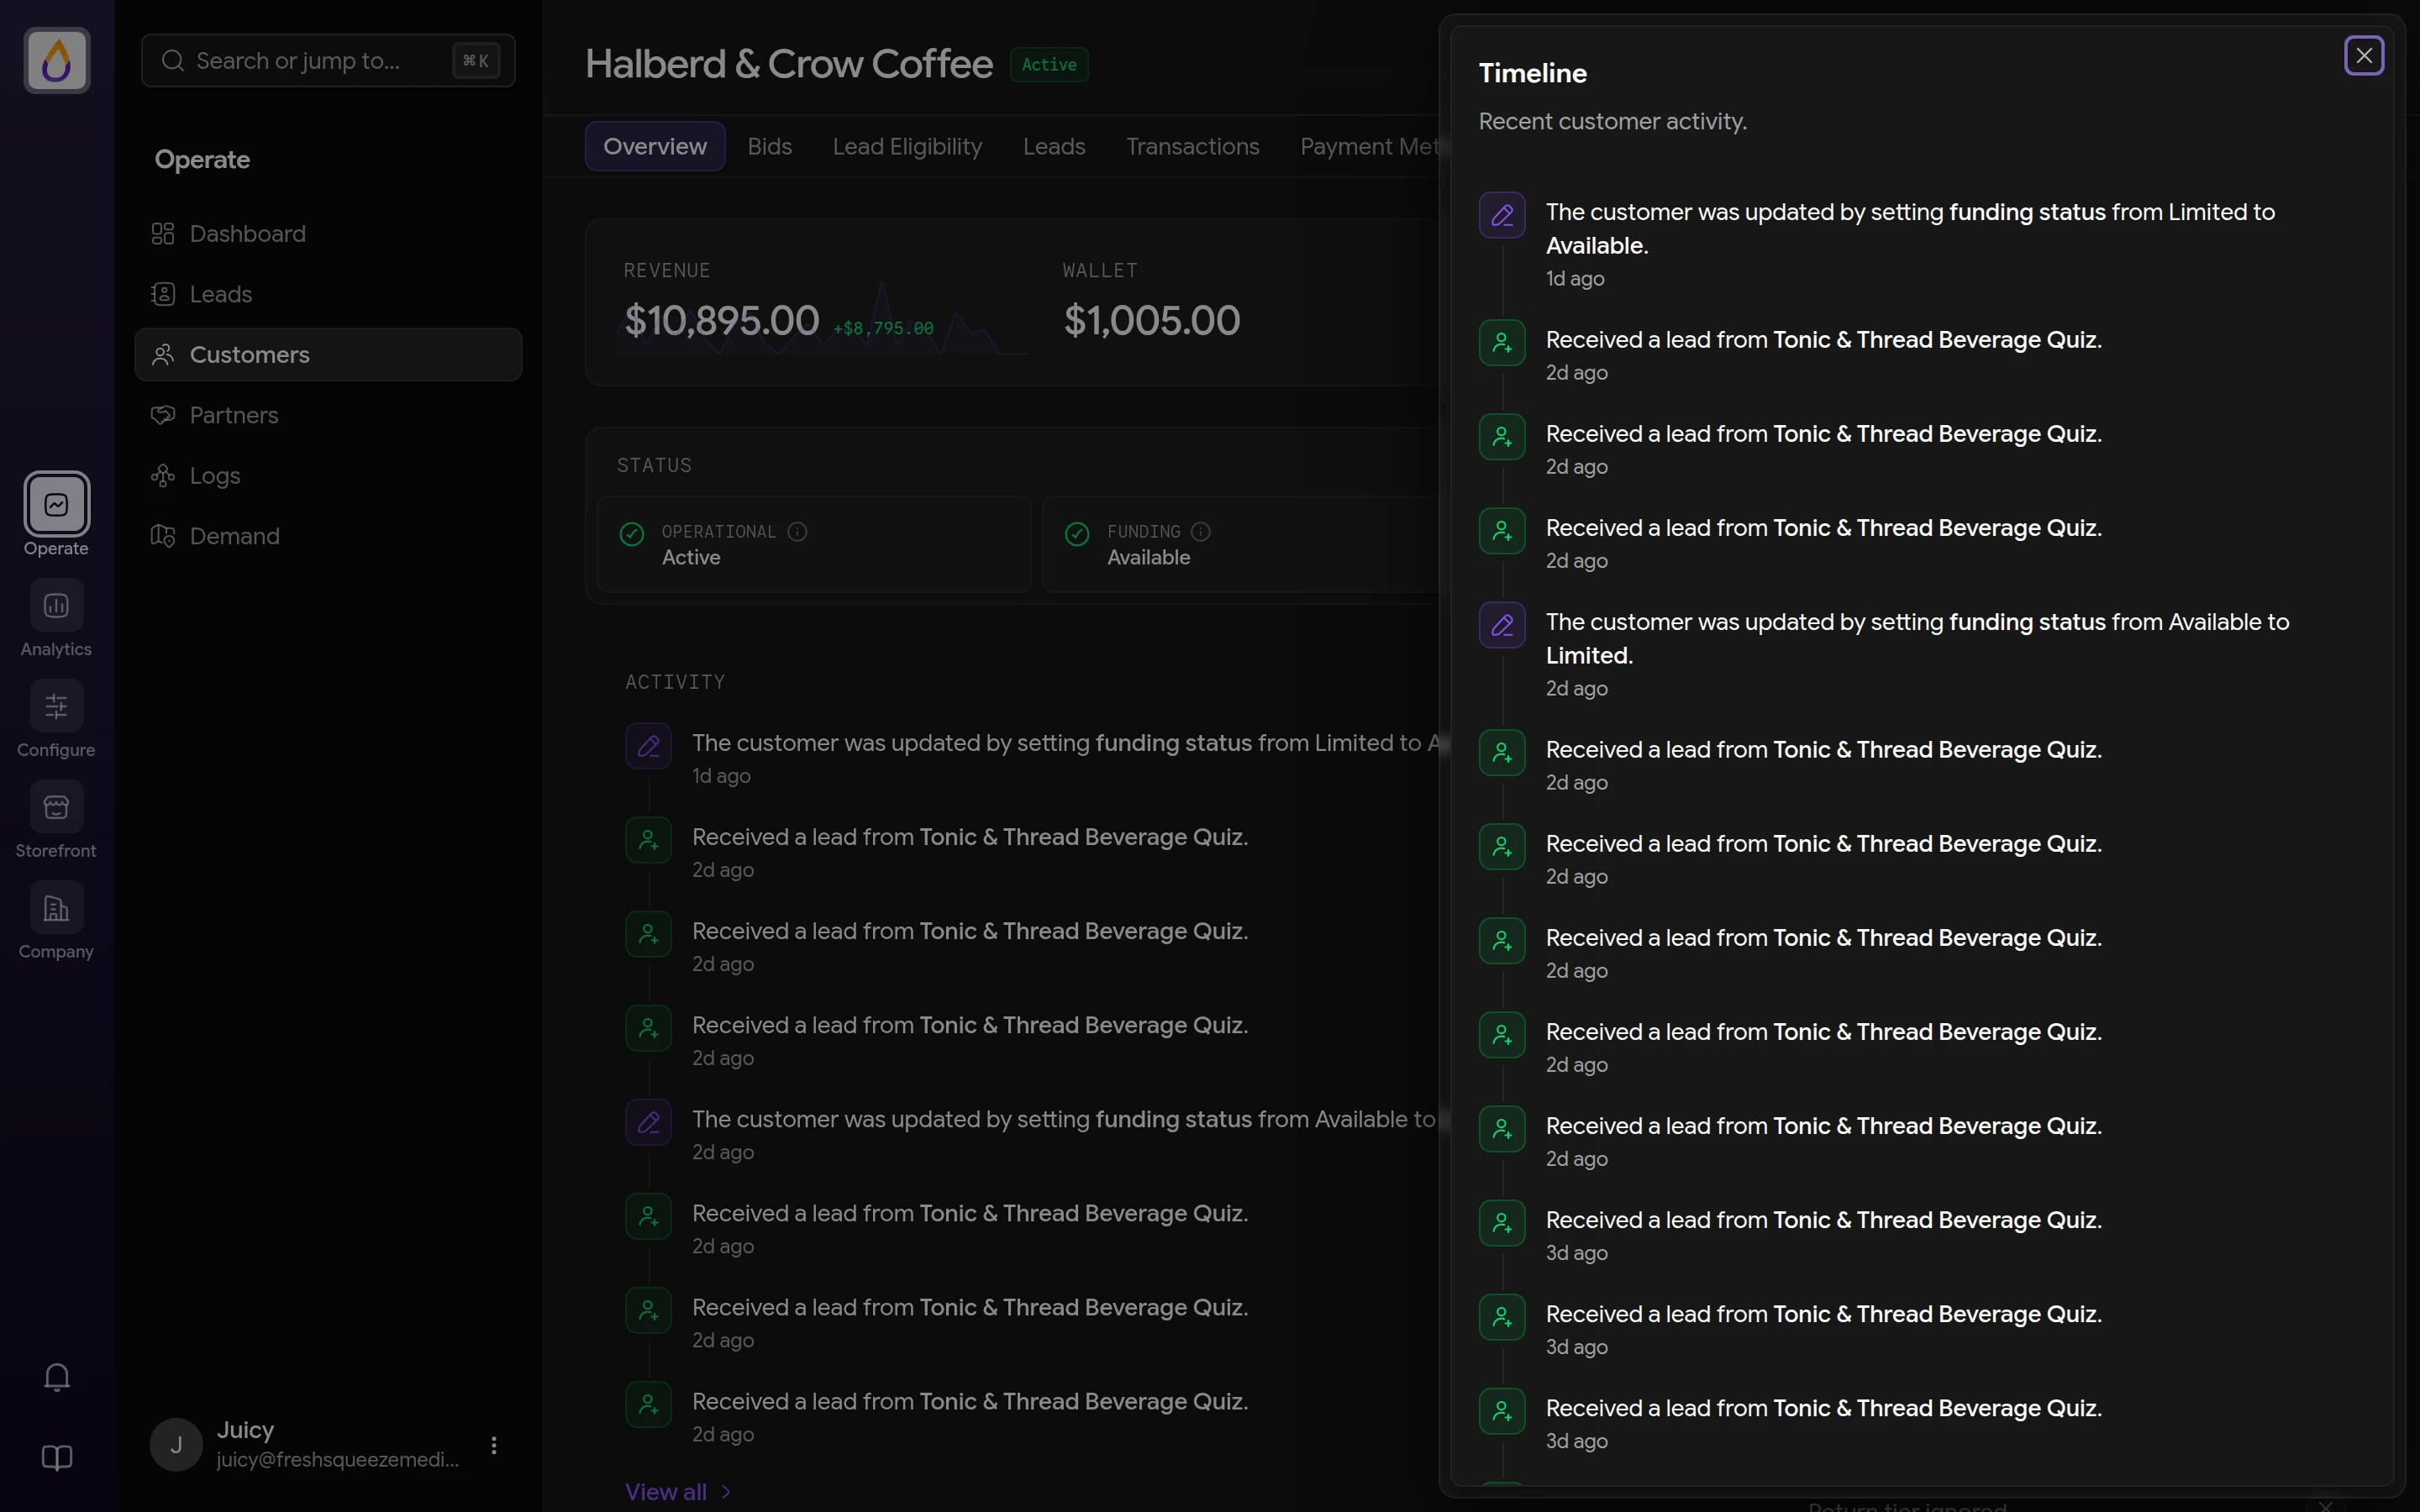 Search or jump to...
⌘K
Operate
Dashboard
Leads
Customers
Partners
Logs
Demand
Operate
Analytics
Configure
Storefront
Company
J
Juicy
juicy@freshsqueezemedi...
Halberd & Crow Coffee
Active
Overview
Bids
Lead Eligibility
Leads
Transactions
Payment Met
REVENUE
$10,895.00
+$8,795.00
WALLET
$1,005.00
STATUS
OPERATIONAL
Active
FUNDING
Available
ACTIVITY
The customer was updated by setting funding status from Limited to A
1d ago
Received a lead from Tonic & Thread Beverage Quiz.
2d ago
Received a lead from Tonic & Thread Beverage Quiz.
2d ago
Received a lead from Tonic & Thread Beverage Quiz.
2d ago
The customer was updated by setting funding status from Available to
2d ago
Received a lead from Tonic & Thread Beverage Quiz.
2d ago
Received a lead from Tonic & Thread Beverage Quiz.
2d ago
Received a lead from Tonic & Thread Beverage Quiz.
2d ago
View all
Timeline
Recent customer activity.
The customer was updated by setting funding status from Limited to
Available.
1d ago
Received a lead from Tonic & Thread Beverage Quiz.
2d ago
Received a lead from Tonic & Thread Beverage Quiz.
2d ago
Received a lead from Tonic & Thread Beverage Quiz.
2d ago
The customer was updated by setting funding status from Available to
Limited.
2d ago
Received a lead from Tonic & Thread Beverage Quiz.
2d ago
Received a lead from Tonic & Thread Beverage Quiz.
2d ago
Received a lead from Tonic & Thread Beverage Quiz.
2d ago
Received a lead from Tonic & Thread Beverage Quiz.
2d ago
Received a lead from Tonic & Thread Beverage Quiz.
2d ago
Received a lead from Tonic & Thread Beverage Quiz.
3d ago
Received a lead from Tonic & Thread Beverage Quiz.
3d ago
Received a lead from Tonic & Thread Beverage Quiz.
3d ago
Return tier ignored